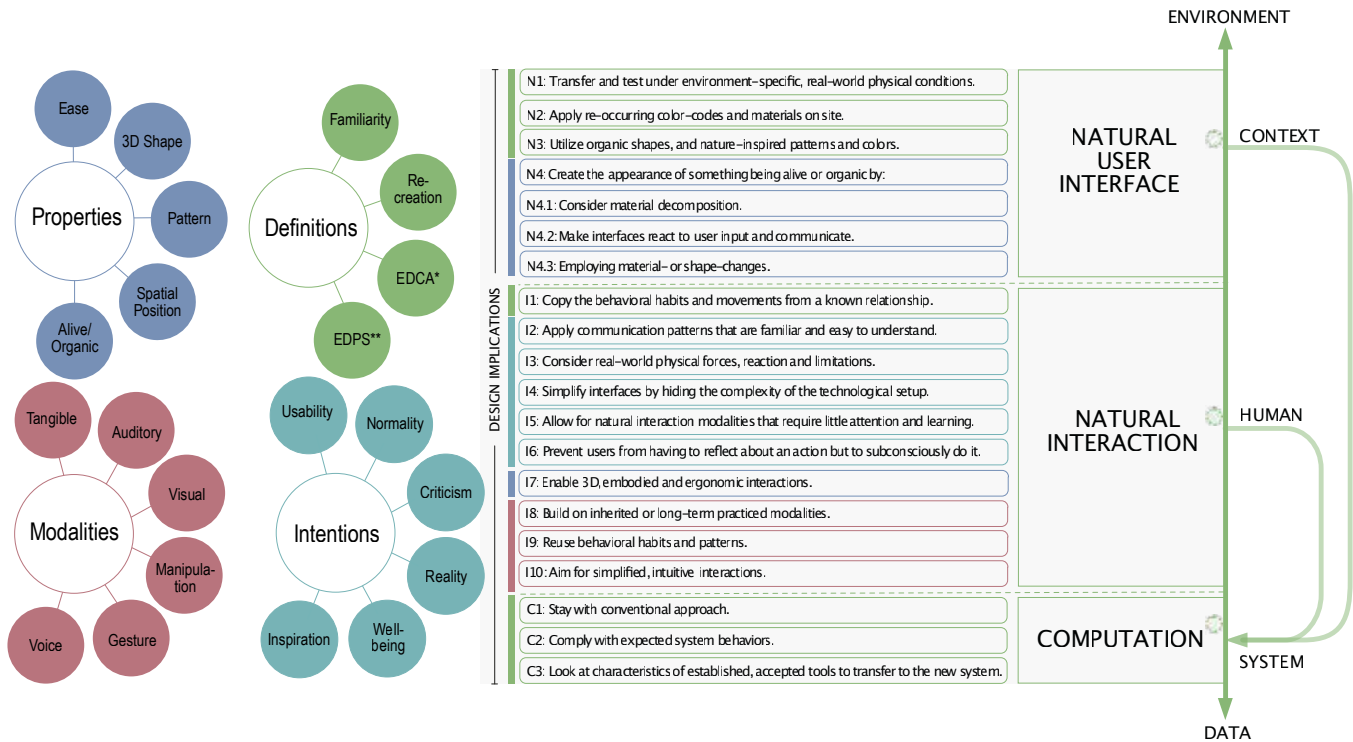 Properties
Ease
3D Shape
Pattern
Spatial
Position
Alive/
Organic
Definitions
Familiarity
Re-
creation
EDCA*
EDPS**
Modalities
Tangible
Auditory
Visual
Manipula-
tion
Gesture
Voice
Intentions
Usability
Normality
Criticism
Reality
Well-
being
Inspiration
DESIGN IMPLICATIONS
N1: Transfer and test under environment-specific, real-world physical conditions.
N2: Apply re-occurring color-codes and materials on site.
N3: Utilize organic shapes, and nature-inspired patterns and colors.
N4: Create the appearance of something being alive or organic by:
N4.1: Consider material decomposition.
N4.2: Make interfaces react to user input and communicate.
N4.3: Employing material- or shape-changes.
I1: Copy the behavioral habits and movements from a known relationship.
I2: Apply communication patterns that are familiar and easy to understand.
I3: Consider real-world physical forces, reaction and limitations.
I4: Simplify interfaces by hiding the complexity of the technological setup.
I5: Allow for natural interaction modalities that require little attention and learning.
I6: Prevent users from having to reflect about an action but to subconsciously do it.
I7: Enable 3D, embodied and ergonomic interactions.
I8: Build on inherited or long-term practiced modalities.
I9: Reuse behavioral habits and patterns.
I10: Aim for simplified, intuitive interactions.
C1: Stay with conventional approach.
C2: Comply with expected system behaviors.
C3: Look at characteristics of established, accepted tools to transfer to the new system.
NATURAL
USER
INTERFACE
NATURAL
INTERACTION
COMPUTATION
ENVIRONMENT
CONTEXT
HUMAN
SYSTEM
DATA